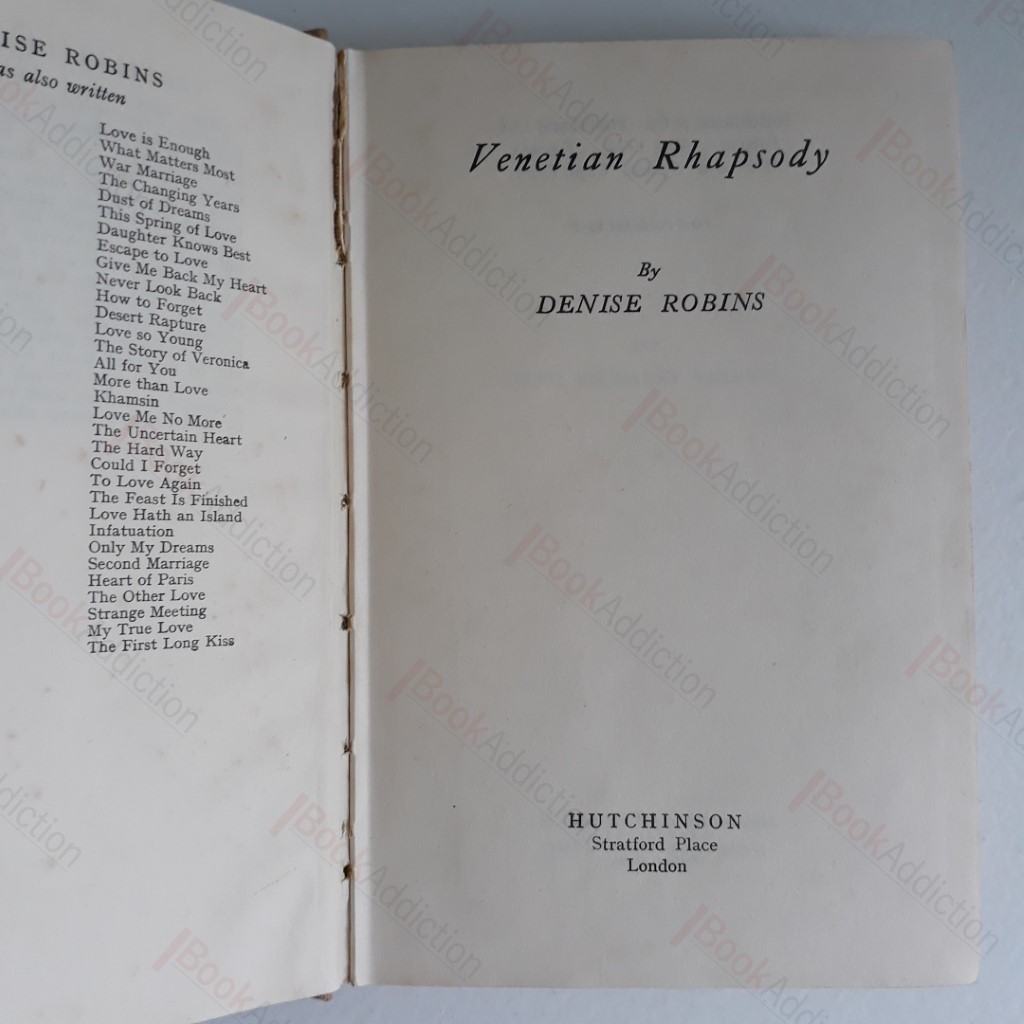 ISE ROBINS
as also written
Love is Enough
What Matters Most
War Marriage
The Changing Years
Dust of Dreams
This Spring of Love
Daughter Knows Best
Escape to Love
Give Me Back My Heart
Never Look Back
How to Forget
Desert Rapture
Love so Young
The Story of Veronica
All for You
More than Love
Khamsin
Love Me No More
The Uncertain Heart
The Hard Way
Could I Forget
To Love Again
The Feast Is Finished
Love Hath an Island
Infatuation
Only My Dreams
Second Marriage
Heart of Paris
The Other Love
Strange Meeting
My True Love
The First Long Kiss
Venetian Rhapsody
By
DENISE ROBINS
HUTCHINSON
Stratford Place
London
BookAddiction